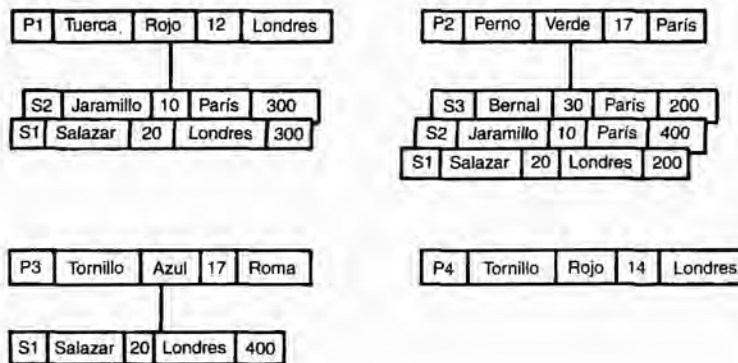 P1 Tuerca Rojo 12 Londres
S2 Jaramillo 10 París 300
S1 Salazar 20 Londres 300
P2 Perno Verde 17 París
S3 Bernal 30 París 200
S2 Jaramillo 10 París 400
S1 Salazar 20 Londres 200
P3 Tornillo Azul 17 Roma
S1 Salazar 20 Londres 400
P4 Tornillo Rojo 14 Londres